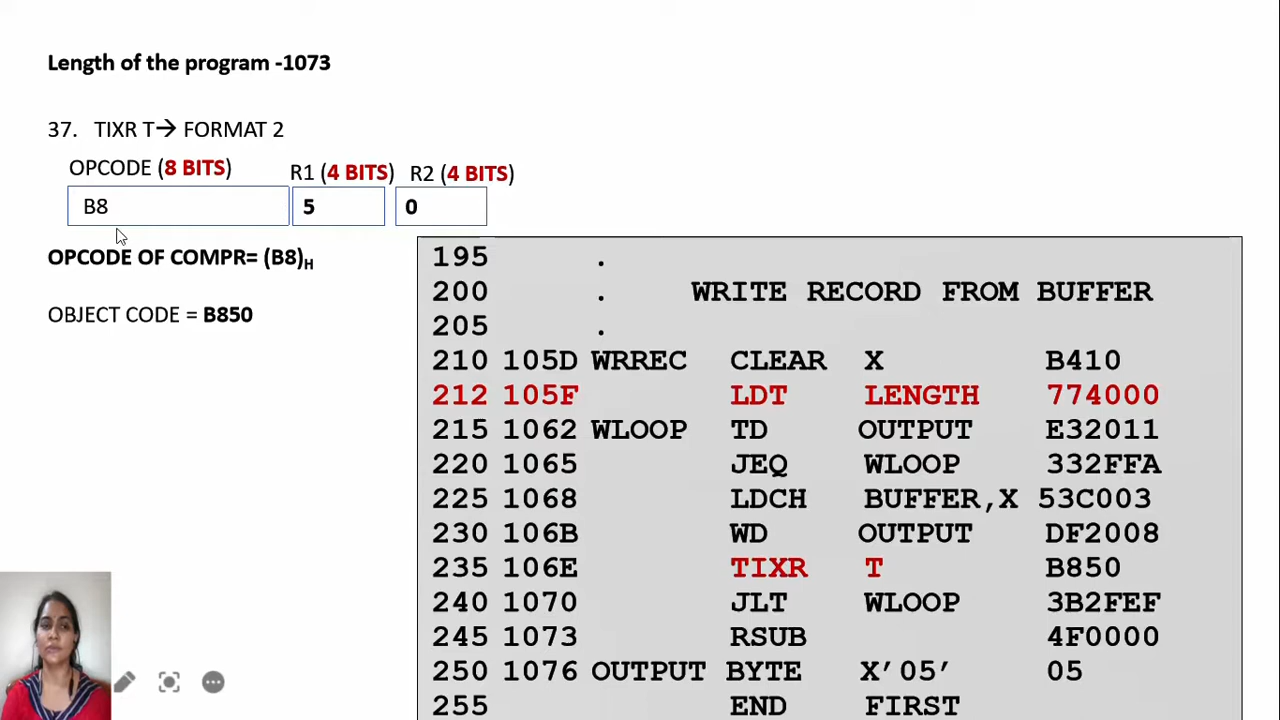 Length of the program -1073
37. TIXR T→ FORMAT 2
OPCODE (8 BITS) R1 (4 BITS) R2 (4 BITS)
B8 5 0
OPCODE OF COMPR= (B8)H
OBJECT CODE = B850
195 .
200 . WRITE RECORD FROM BUFFER
205 .
210 105D WRREC CLEAR X B410
212 105F LDT LENGTH 774000
215 1062 WLOOP TD OUTPUT E32011
220 1065 JEQ WLOOP 332FFA
225 1068 LDCH BUFFER,X 53C003
230 106B WD OUTPUT DF2008
235 106E TIXR T B850
240 1070 JLT WLOOP 3B2FEF
245 1073 RSUB 4F0000
250 1076 OUTPUT BYTE X'05' 05
255 END FIRST